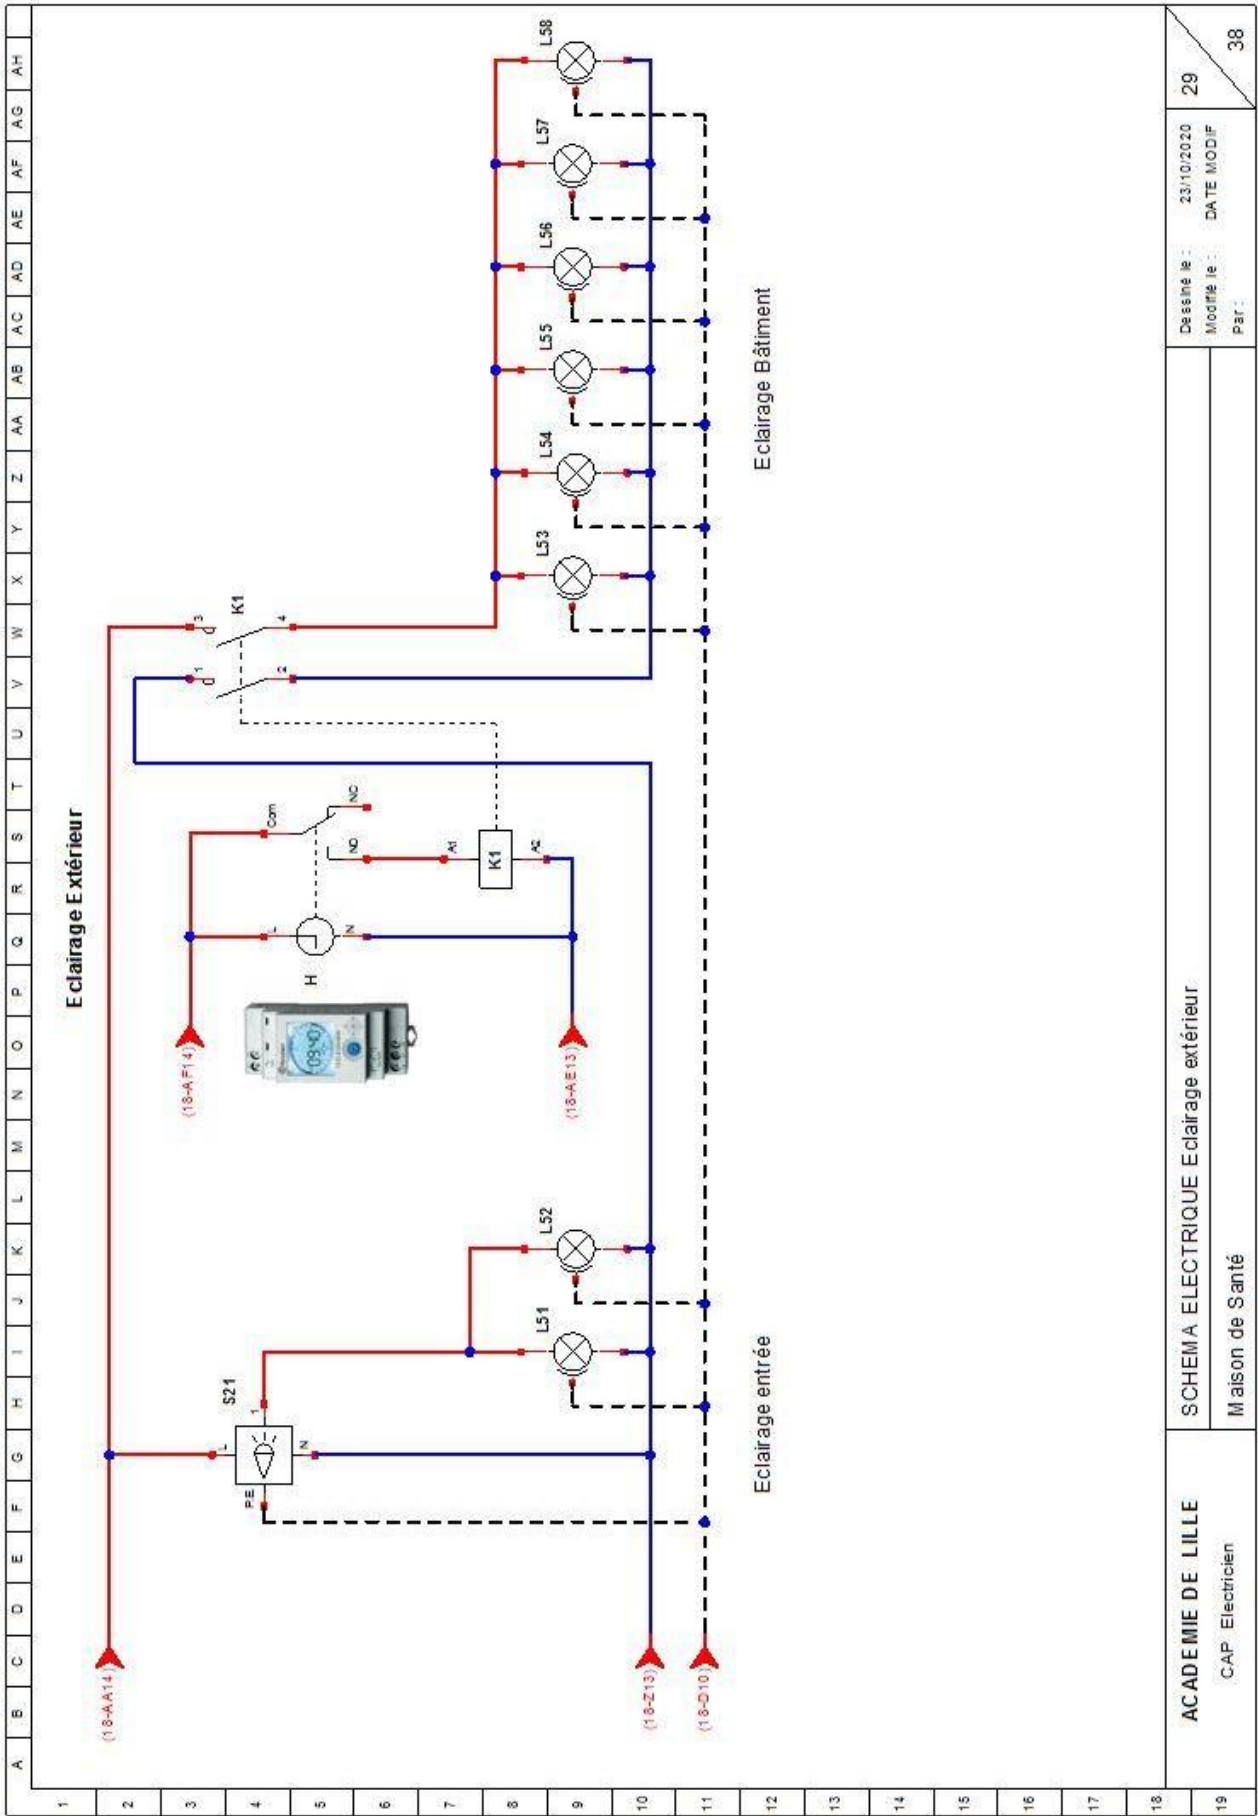 A B C D E F G H I J K L M N O P Q R S T U V W X Y Z AA AB AC AD AE AF AG AH
1
2
3
4
5
6
7
8
9
10
11
12
13
14
15
16
17
18
19
Eclairage Extérieur
(18-AA14)
(18-AF14)
(18-AE13)
(18-Z13)
(18-D10)
S21
L
1
P.E.
N
H
L
N
09:40
Com
NO
NC
A1
K1
A2
1
3
K1
2
4
L51
L52
L53
L54
L55
L56
L57
L58
Eclairage entrée
Eclairage Bâtiment
ACADEMIE DE LILLE
CAP Electricien
SCHEMA ELECTRIQUE Eclairage extérieur
Maison de Santé
Dessiné le : 23/10/2020
Modifié le : DATE MODIF
Par :
29
38